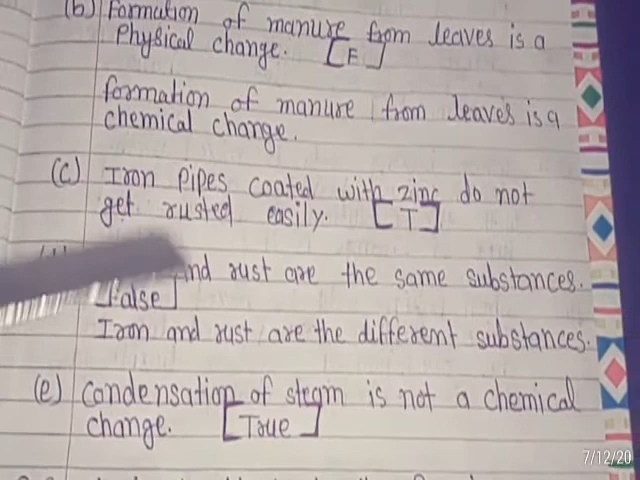 (b) Formation of manure from leaves is a
Physical change. [F]
formation of manure from leaves is a
chemical change.
(c) Iron pipes coated with zinc do not
get rusted easily. [T]
and rust are the same substances.
[False]
Iron and rust are the different substances.
(e) Condensation of steam is not a chemical
change. [True]
7/12/20